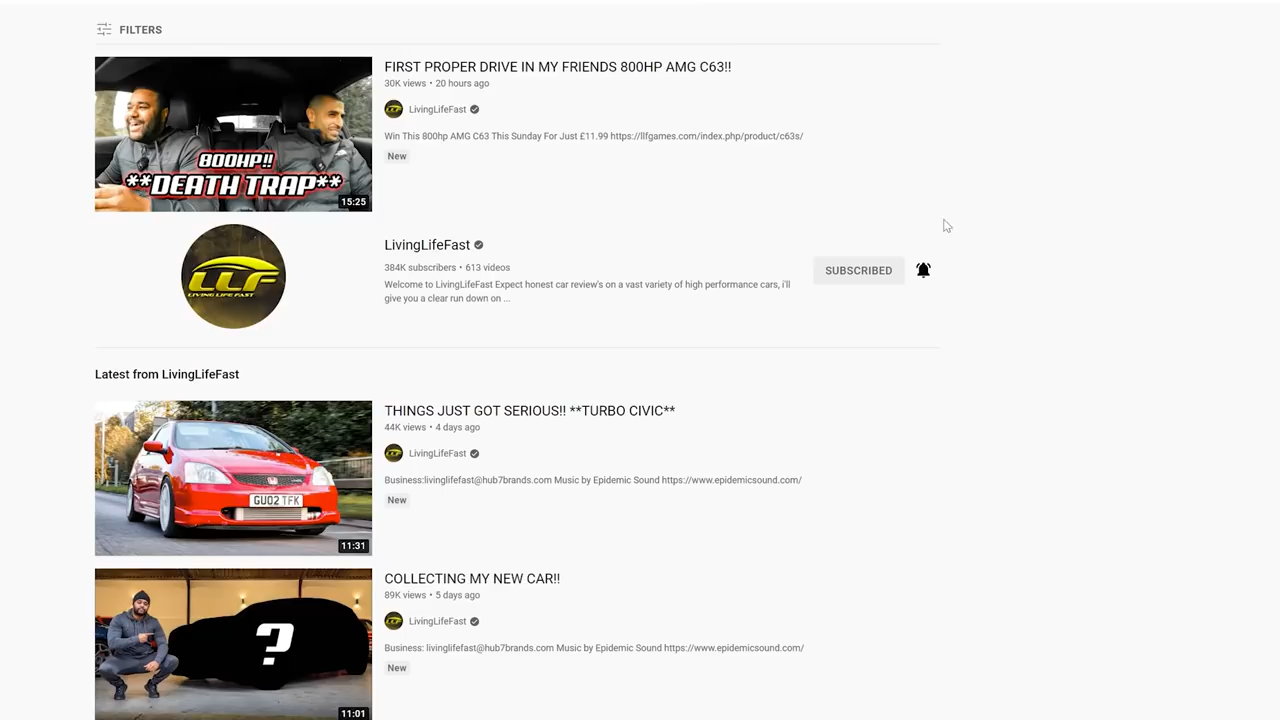 FILTERS
FIRST PROPER DRIVE IN MY FRIENDS 800HP AMG C63!!
30K views • 20 hours ago
LivingLifeFast
Win This 800hp AMG C63 This Sunday For Just £11.99 https://llfgames.com/index.php/product/c63s/
New
800HP!!
**DEATH TRAP**
15:25
LLF
LIVING LIFE FAST
LivingLifeFast
384K subscribers • 613 videos
Welcome to LivingLifeFast Expect honest car review's on a vast variety of high performance cars, i'll
give you a clear run down on ...
SUBSCRIBED
Latest from LivingLifeFast
THINGS JUST GOT SERIOUS!! **TURBO CIVIC**
44K views • 4 days ago
LivingLifeFast
Business:livinglifefast@hub7brands.com Music by Epidemic Sound https://www.epidemicsound.com/
New
GU02 TFK
11:31
COLLECTING MY NEW CAR!!
89K views • 5 days ago
LivingLifeFast
Business: livinglifefast@hub7brands.com Music by Epidemic Sound https://www.epidemicsound.com/
New
?
11:01